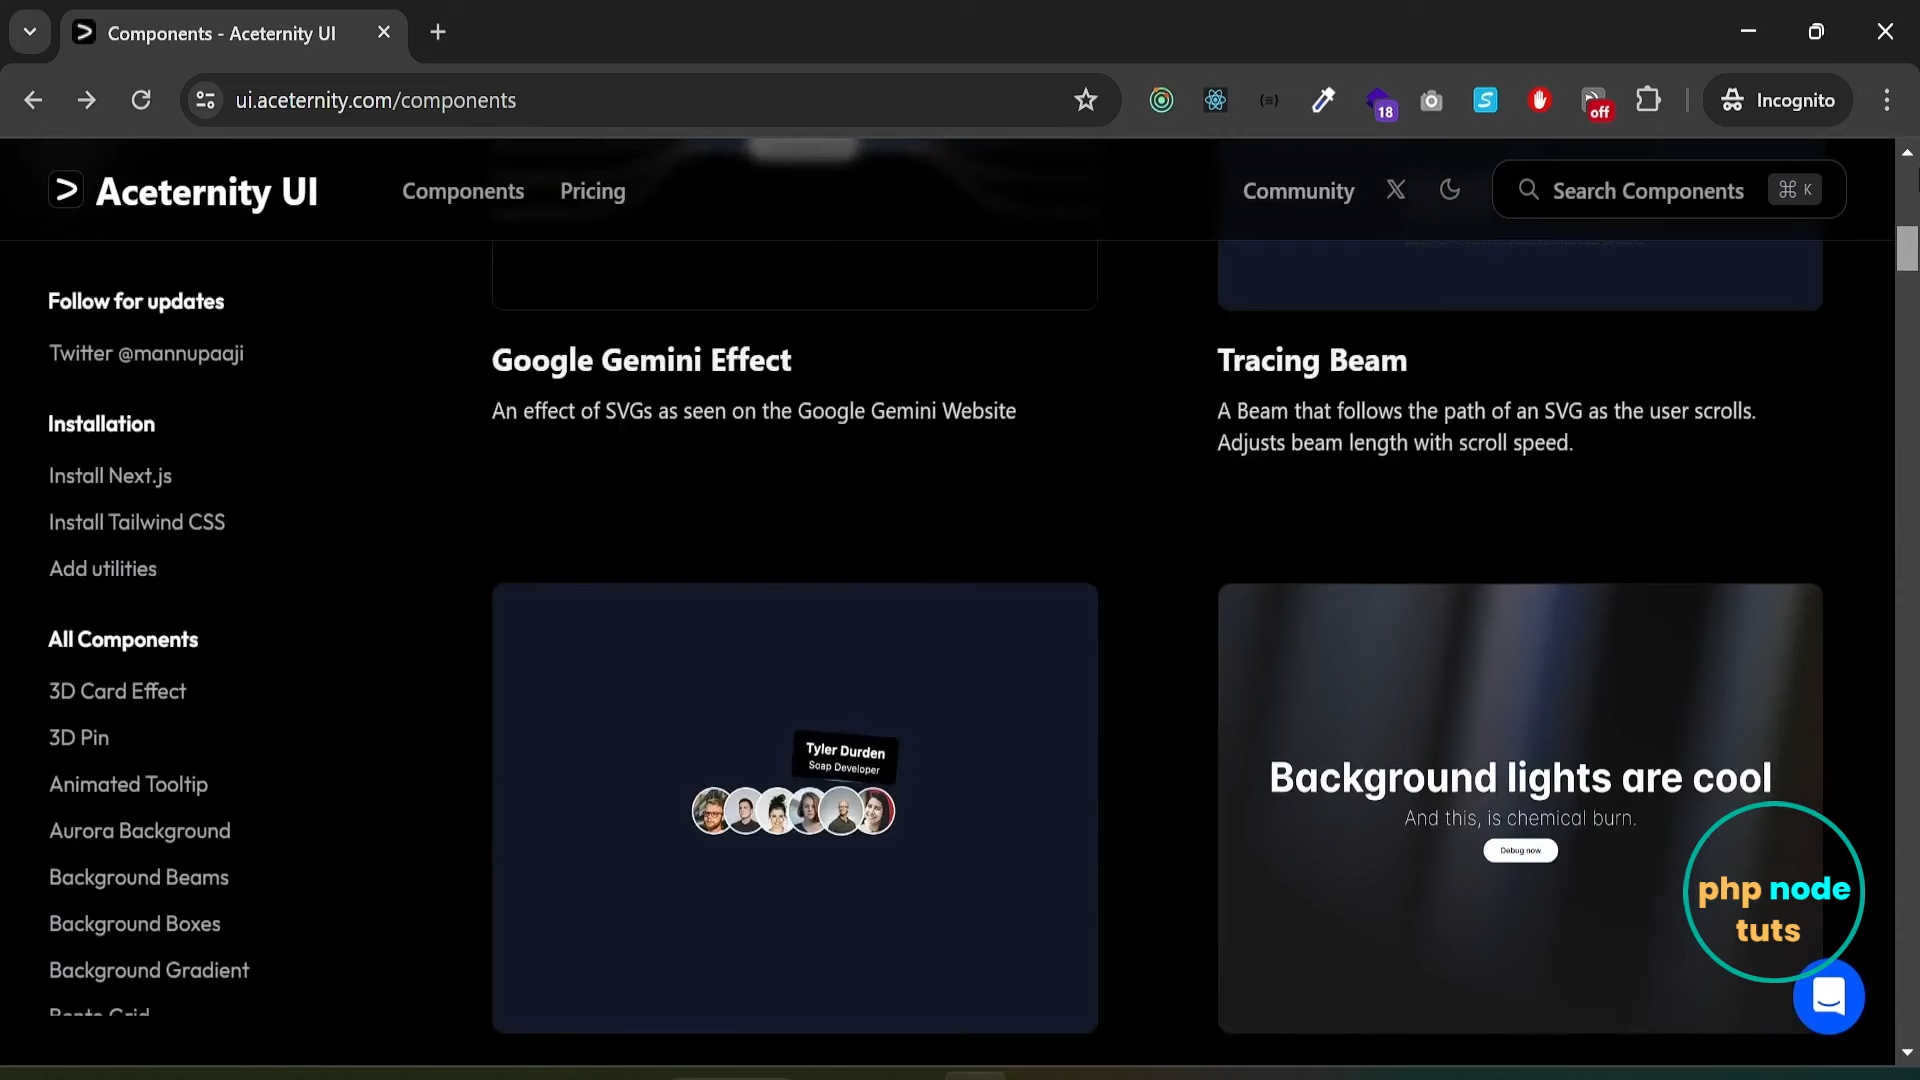 Components - Aceternity UI
ui.aceternity.com/components
18
off
Incognito
Aceternity UI
Components
Pricing
Community
Search Components
⌘ K
Follow for updates
Twitter @mannupaaji
Installation
Install Next.js
Install Tailwind CSS
Add utilities
All Components
3D Card Effect
3D Pin
Animated Tooltip
Aurora Background
Background Beams
Background Boxes
Background Gradient
Bento Grid
Google Gemini Effect
An effect of SVGs as seen on the Google Gemini Website
Tracing Beam
A Beam that follows the path of an SVG as the user scrolls.
Adjusts beam length with scroll speed.
Tyler Durden
Soap Developer
Background lights are cool
And this, is chemical burn.
Debug now
php node
tuts